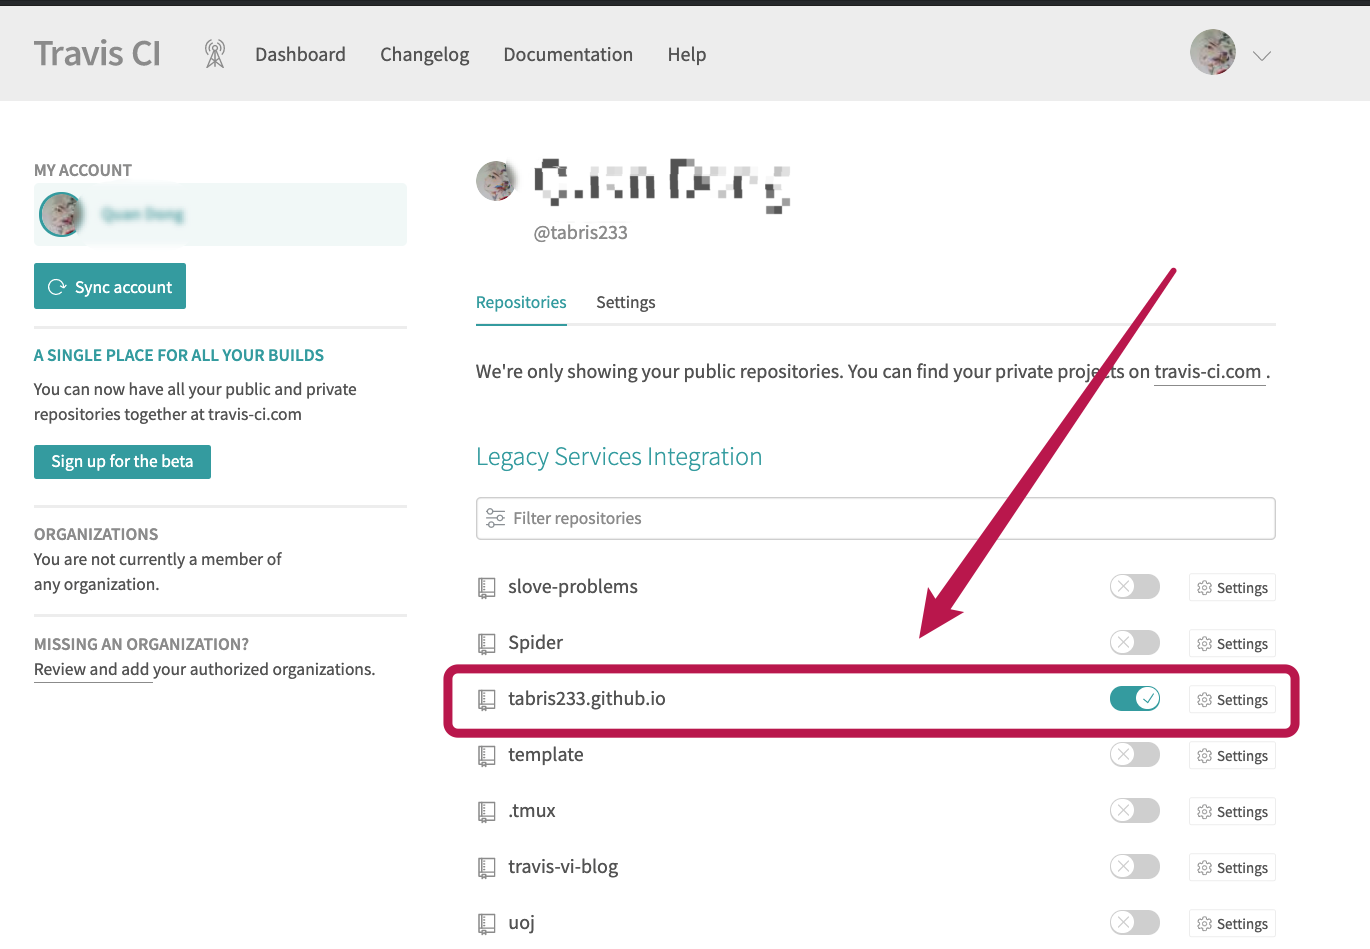 Travis CI
Dashboard
Changelog
Documentation
Help
MY ACCOUNT
Sync account
A SINGLE PLACE FOR ALL YOUR BUILDS
You can now have all your public and private
repositories together at travis-ci.com
Sign up for the beta
ORGANIZATIONS
You are not currently a member of
any organization.
MISSING AN ORGANIZATION?
Review and add your authorized organizations.
@tabris233
Repositories
Settings
We're only showing your public repositories. You can find your private projects on travis-ci.com .
Legacy Services Integration
Filter repositories
slove-problems
Settings
Spider
Settings
tabris233.github.io
Settings
template
Settings
.tmux
Settings
travis-vi-blog
Settings
uoj
Settings